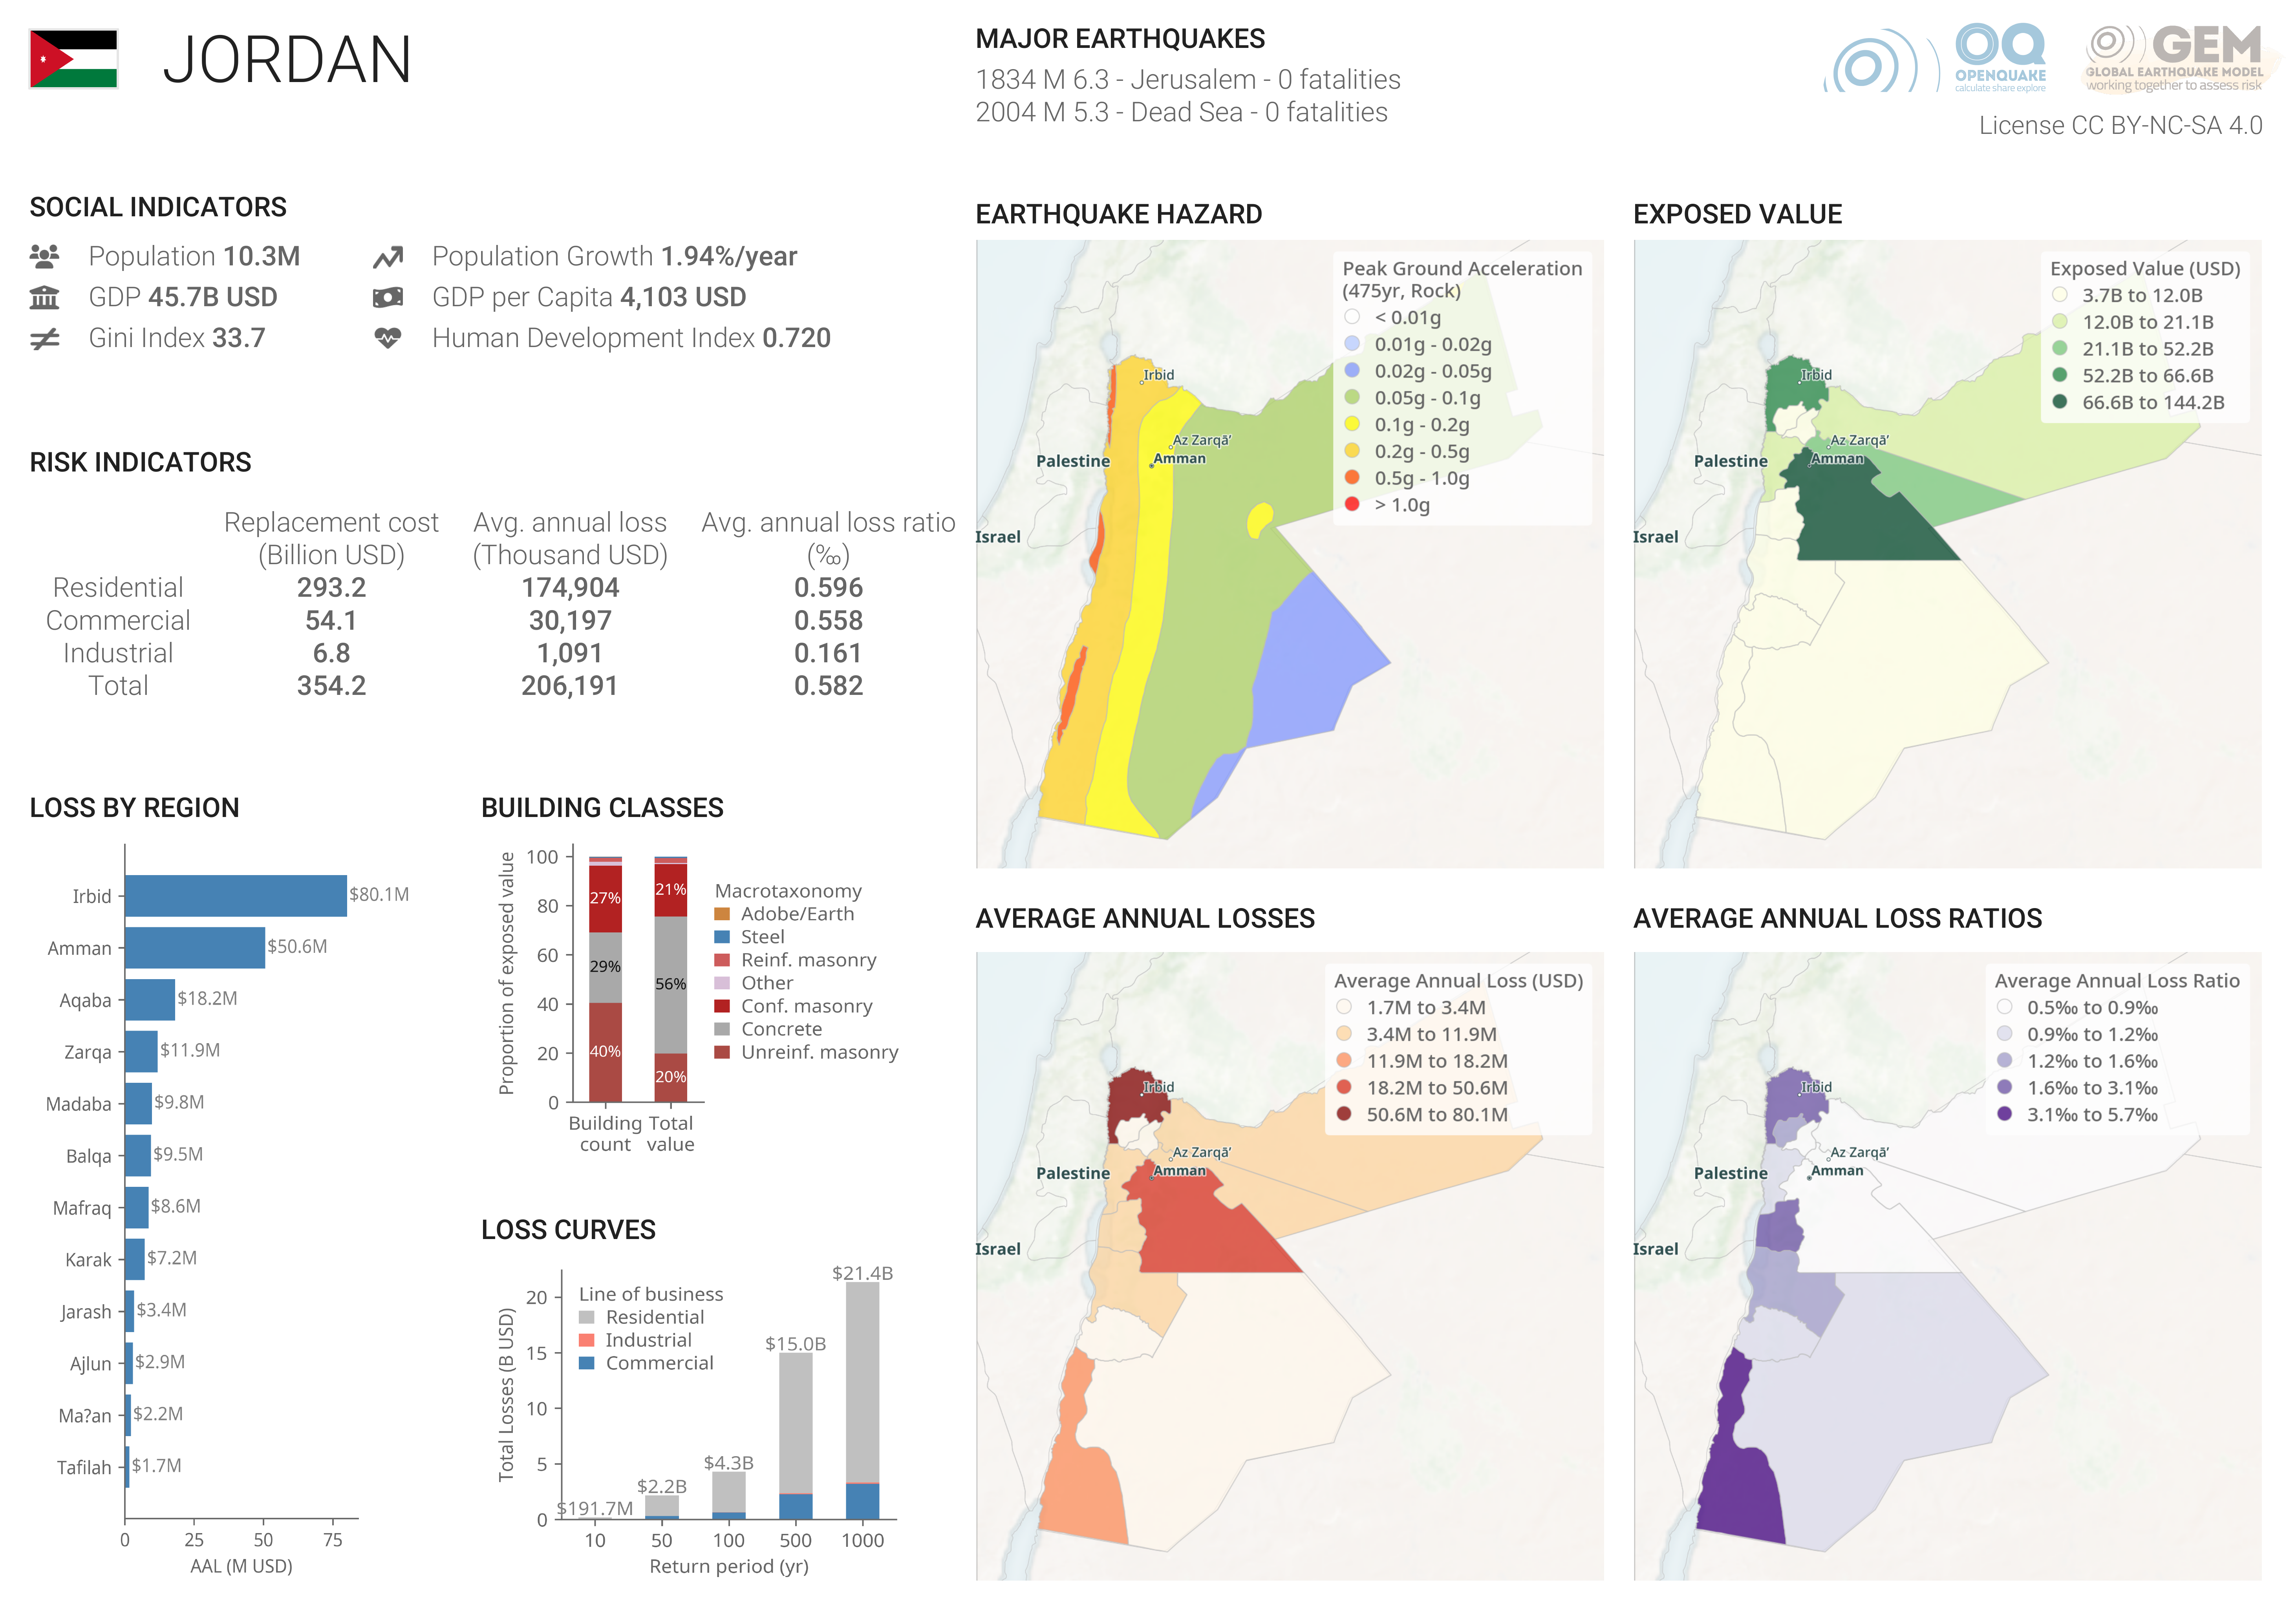 JORDAN
MAJOR EARTHQUAKES
1834 M 6.3 - Jerusalem - 0 fatalities
2004 M 5.3 - Dead Sea - 0 fatalities
OQ
OPENQUAKE
calculate share explore
GEM
GLOBAL EARTHQUAKE MODEL
working together to assess risk
License CC BY-NC-SA 4.0
SOCIAL INDICATORS
Population 10.3M
Population Growth 1.94%/year
GDP 45.7B USD
GDP per Capita 4,103 USD
Gini Index 33.7
Human Development Index 0.720
RISK INDICATORS
Replacement cost Avg. annual loss Avg. annual loss ratio
(Billion USD) (Thousand USD) (‰)
Residential 293.2 174,904 0.596
Commercial 54.1 30,197 0.558
Industrial 6.8 1,091 0.161
Total 354.2 206,191 0.582
LOSS BY REGION
Irbid $80.1M
Amman $50.6M
Aqaba $18.2M
Zarqa $11.9M
Madaba $9.8M
Balqa $9.5M
Mafraq $8.6M
Karak $7.2M
Jarash $3.4M
Ajlun $2.9M
Ma?an $2.2M
Tafilah $1.7M
0 25 50 75
AAL (M USD)
BUILDING CLASSES
Proportion of exposed value
100
80
60
40
20
0
27%
29%
40%
21%
56%
20%
Building count
Total value
Macrotaxonomy
Adobe/Earth
Steel
Reinf. masonry
Other
Conf. masonry
Concrete
Unreinf. masonry
LOSS CURVES
Total Losses (B USD)
20
15
10
5
0
Line of business
Residential
Industrial
Commercial
$191.7M
$2.2B
$4.3B
$15.0B
$21.4B
10 50 100 500 1000
Return period (yr)
EARTHQUAKE HAZARD
Peak Ground Acceleration
(475yr, Rock)
< 0.01g
0.01g - 0.02g
0.02g - 0.05g
0.05g - 0.1g
0.1g - 0.2g
0.2g - 0.5g
0.5g - 1.0g
> 1.0g
Irbid
Az Zarqā'
Amman
Palestine
Israel
EXPOSED VALUE
Exposed Value (USD)
3.7B to 12.0B
12.0B to 21.1B
21.1B to 52.2B
52.2B to 66.6B
66.6B to 144.2B
Irbid
Az Zarqā'
Amman
Palestine
Israel
AVERAGE ANNUAL LOSSES
Average Annual Loss (USD)
1.7M to 3.4M
3.4M to 11.9M
11.9M to 18.2M
18.2M to 50.6M
50.6M to 80.1M
Irbid
Az Zarqā'
Amman
Palestine
Israel
AVERAGE ANNUAL LOSS RATIOS
Average Annual Loss Ratio
0.5‰ to 0.9‰
0.9‰ to 1.2‰
1.2‰ to 1.6‰
1.6‰ to 3.1‰
3.1‰ to 5.7‰
Irbid
Az Zarqā'
Amman
Palestine
Israel